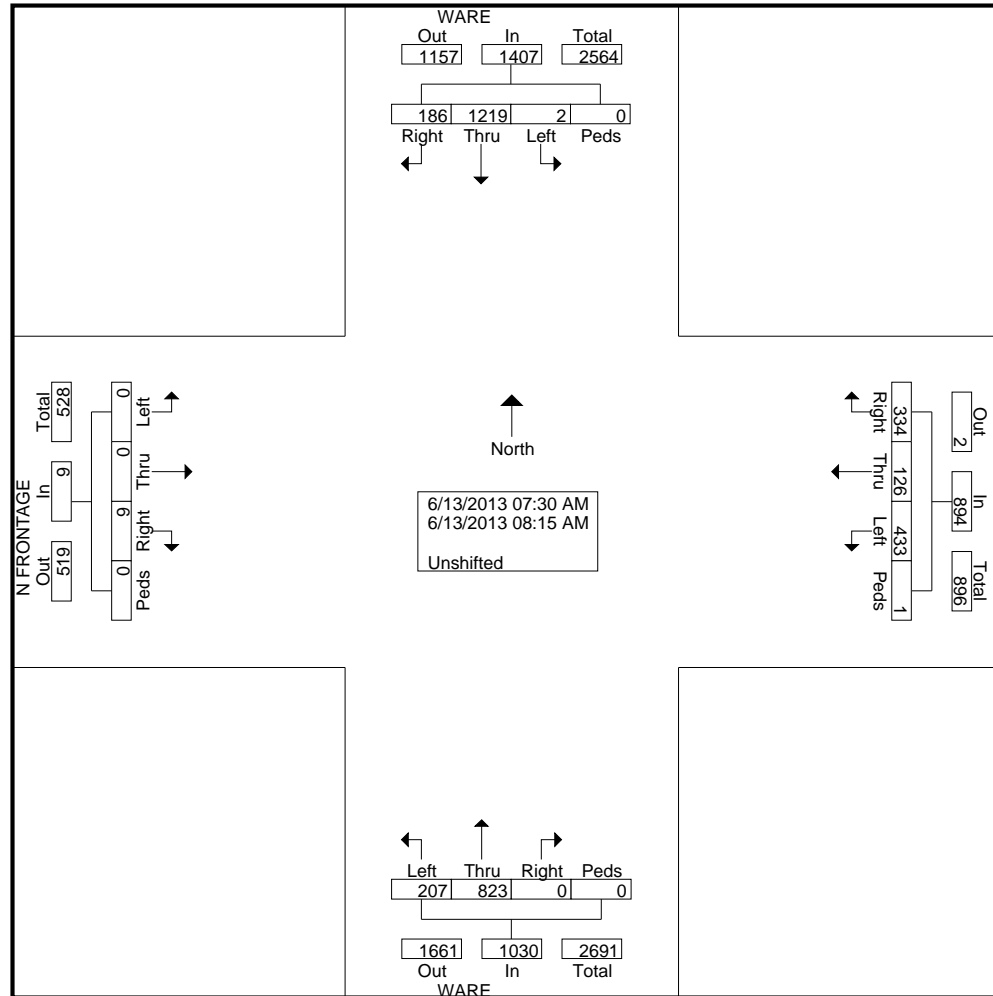 WARE
Out In Total
1157 1407 2564
186 1219 2 0
Right Thru Left Peds
N FRONTAGE
Total In Out
528 9 519
0 0 9 0
Left Thru Right Peds
North
6/13/2013 07:30 AM
6/13/2013 08:15 AM
Unshifted
Right Thru Left Peds
334 126 433 1
Out In Total
2 894 896
Left Thru Right Peds
207 823 0 0
1661 1030 2691
Out In Total
WARE